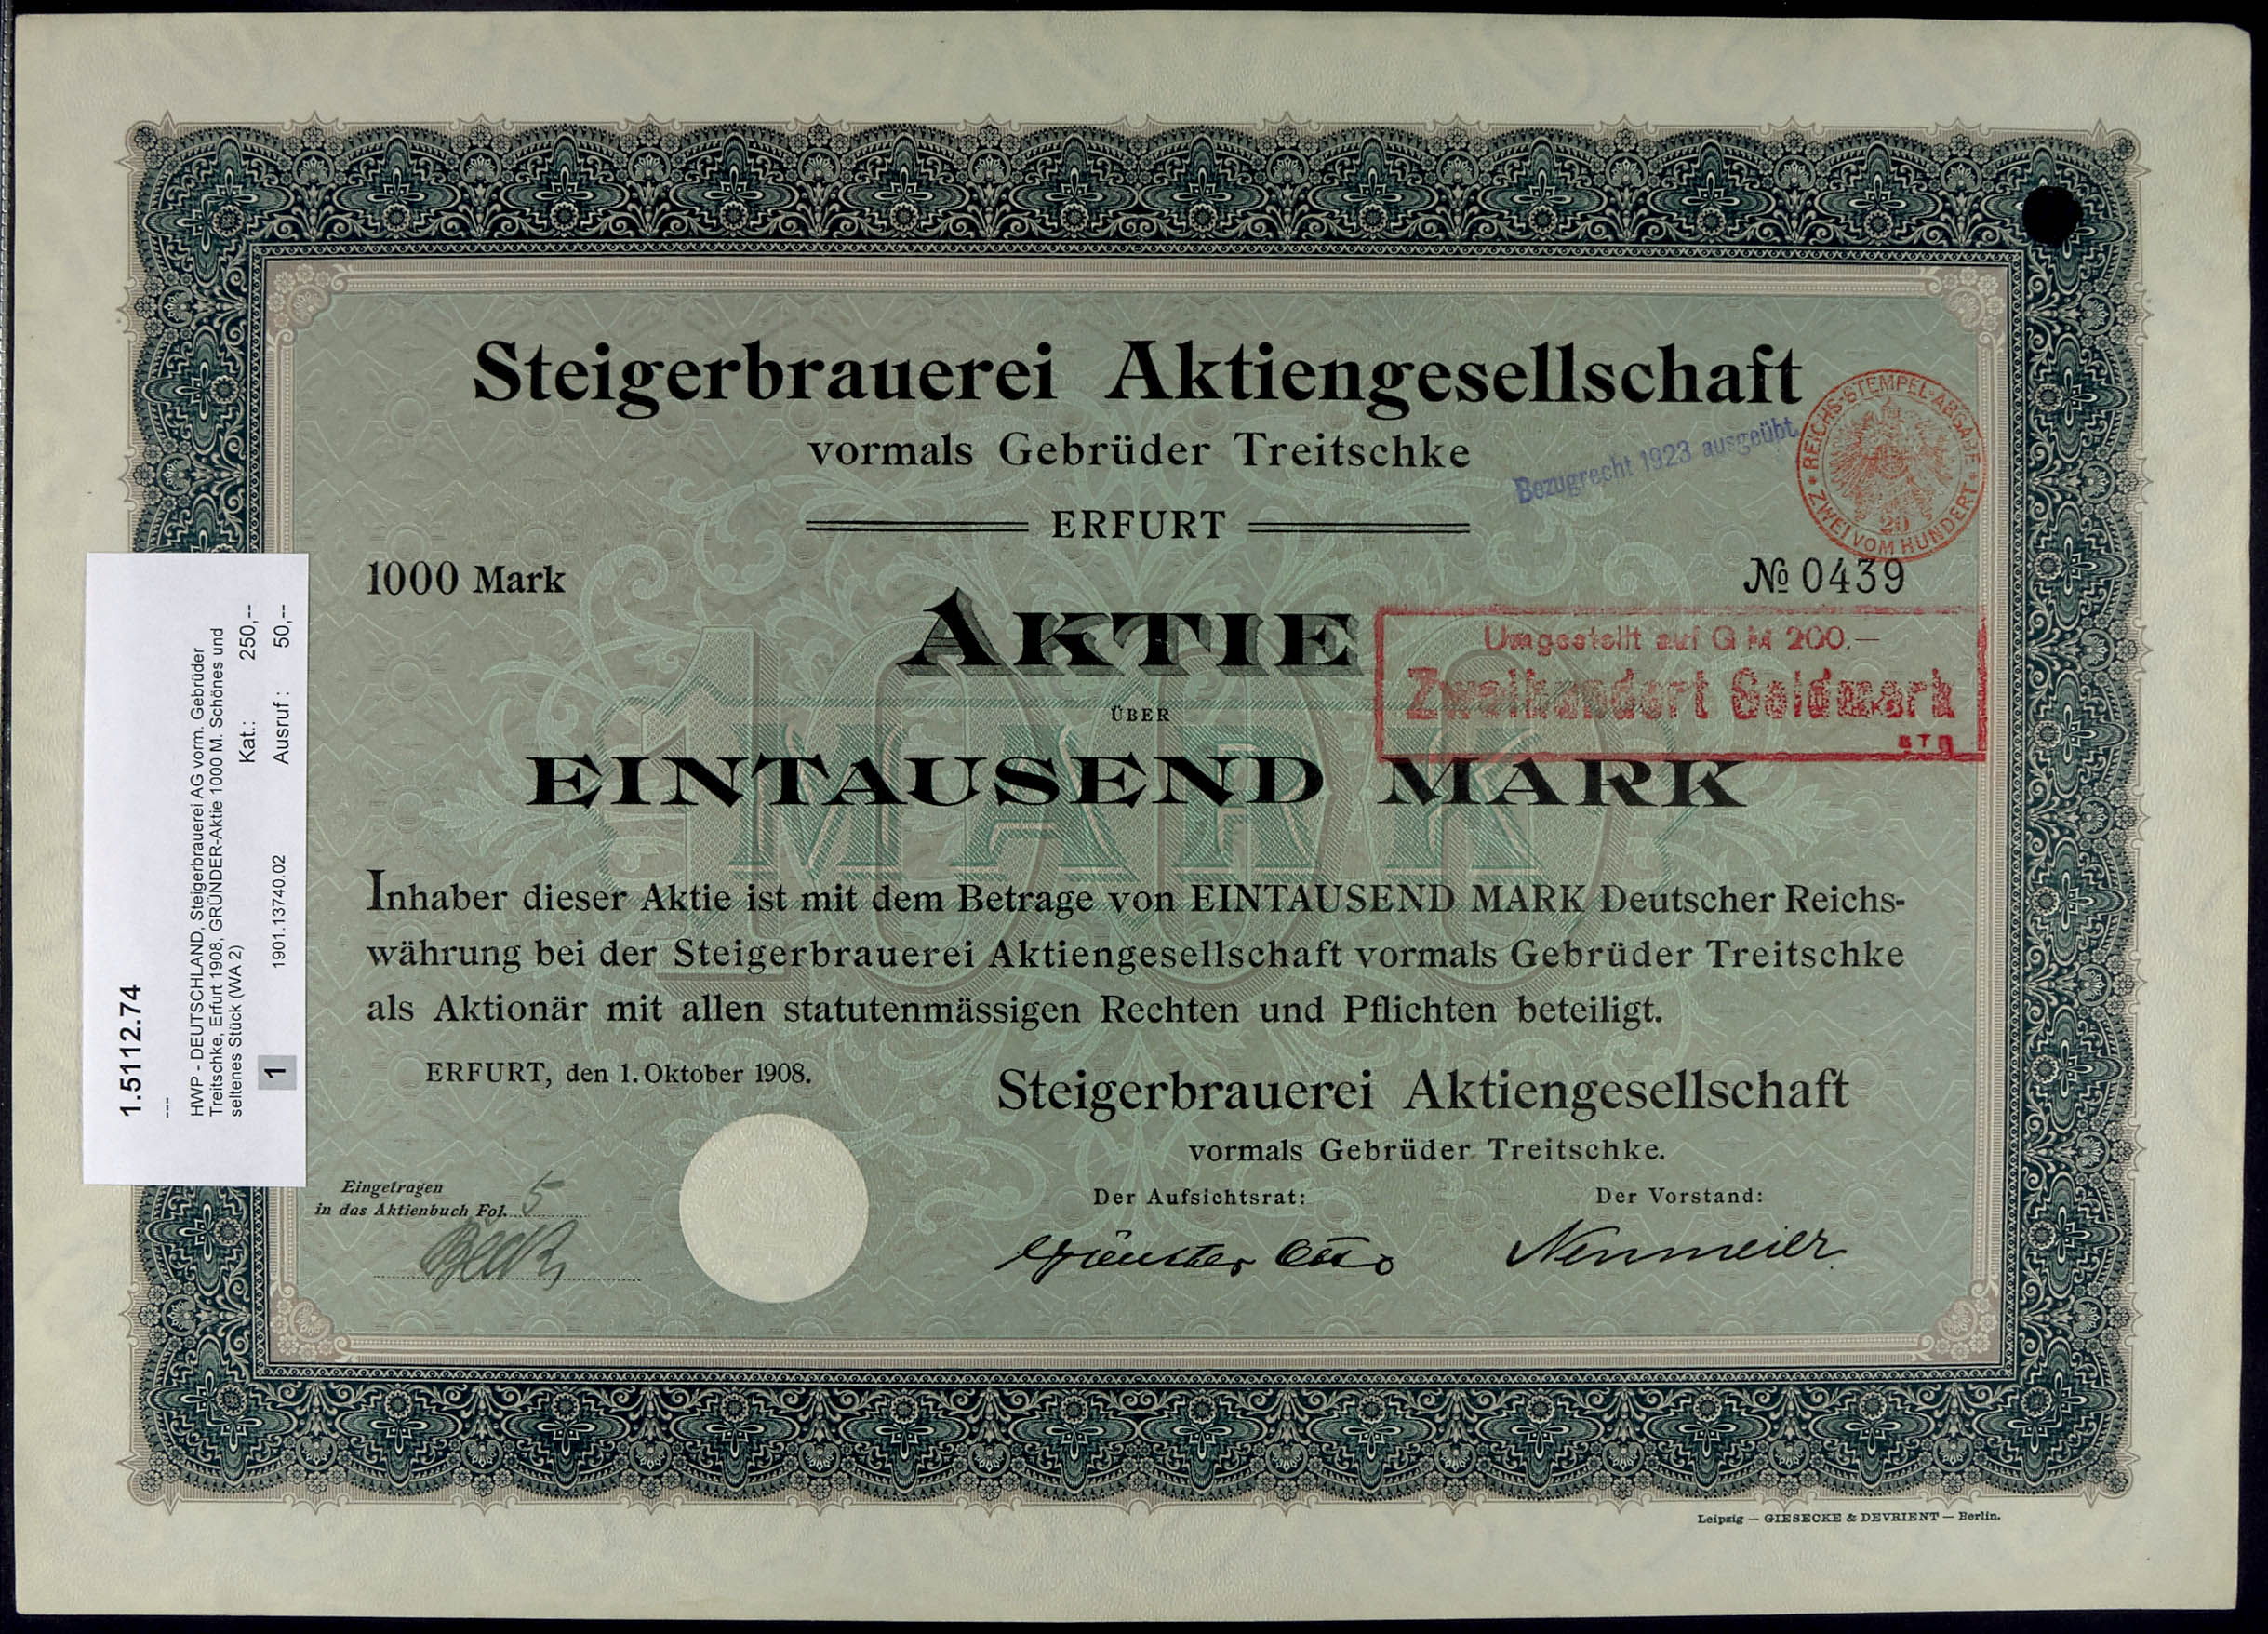 Steigerbrauerei Aktiengesellschaft
vormals Gebrüder Treitschke
ERFURT
Bezugrecht 1923 ausgeübt.
REICHS-STEMPEL-ABGABE * ZWEI VOM HUNDERT *
20
1000 Mark
№ 0439
AKTIE
Umgestellt auf G M 200.—
Zweihundert Goldmark
ÜBER
1000
MARK
EINTAUSEND MARK
Inhaber dieser Aktie ist mit dem Betrage von EINTAUSEND MARK Deutscher Reichs-
währung bei der Steigerbrauerei Aktiengesellschaft vormals Gebrüder Treitschke
als Aktionär mit allen statutenmässigen Rechten und Pflichten beteiligt.
ERFURT, den 1. Oktober 1908.
Steigerbrauerei Aktiengesellschaft
vormals Gebrüder Treitschke.
Der Aufsichtsrat:
Der Vorstand:
Eingetragen
in das Aktienbuch Fol. 5
Leipzig — GIESECKE & DEVRIENT — Berlin.
1.5112.74
---
HWP - DEUTSCHLAND, Steigerbrauerei AG vorm. Gebrüder
Treitschke, Erfurt 1908, GRÜNDER-Aktie 1000 M. Schönes und
seltenes Stück (WA 2)
Kat.: 250,--
1 1901.13740.02 Ausruf : 50,--